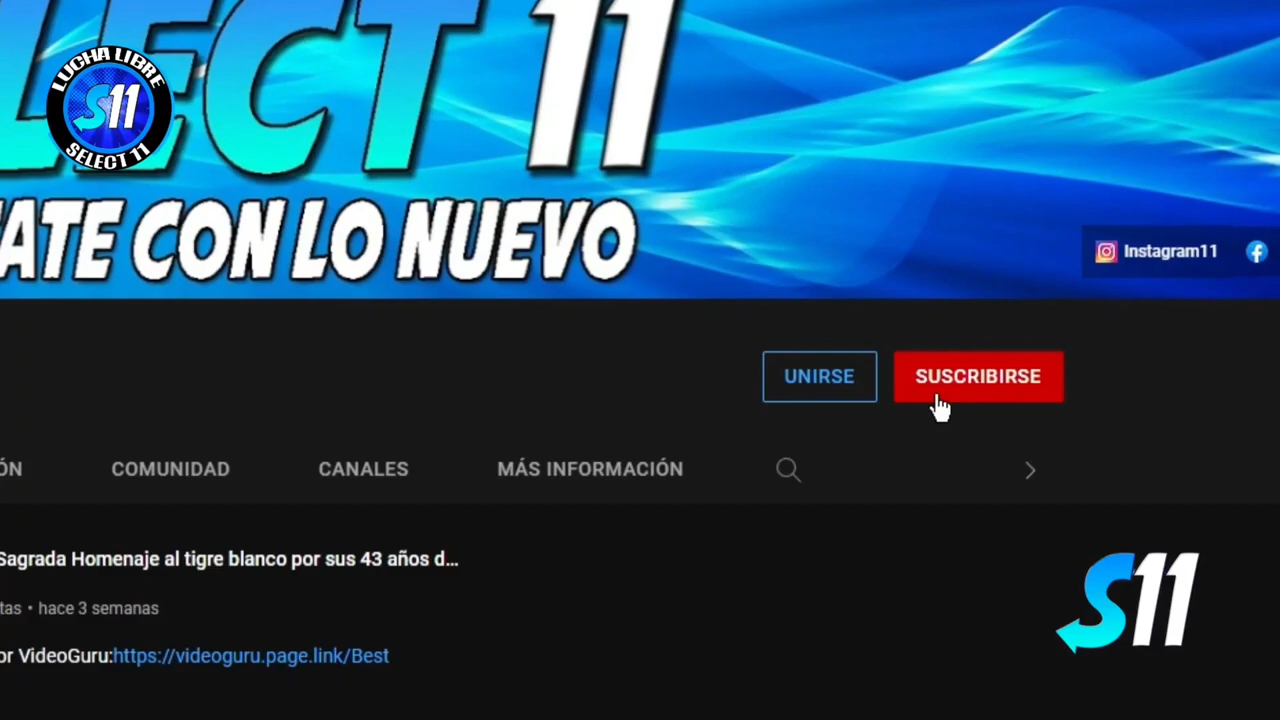 LECT 11
LUCHA LIBRE
S11
SELECT 11
ATE CON LO NUEVO
Instagram11
UNIRSE
SUSCRIBIRSE
ÓN
COMUNIDAD
CANALES
MÁS INFORMACIÓN
Sagrada Homenaje al tigre blanco por sus 43 años d...
tas • hace 3 semanas
or VideoGuru:https://videoguru.page.link/Best
S11